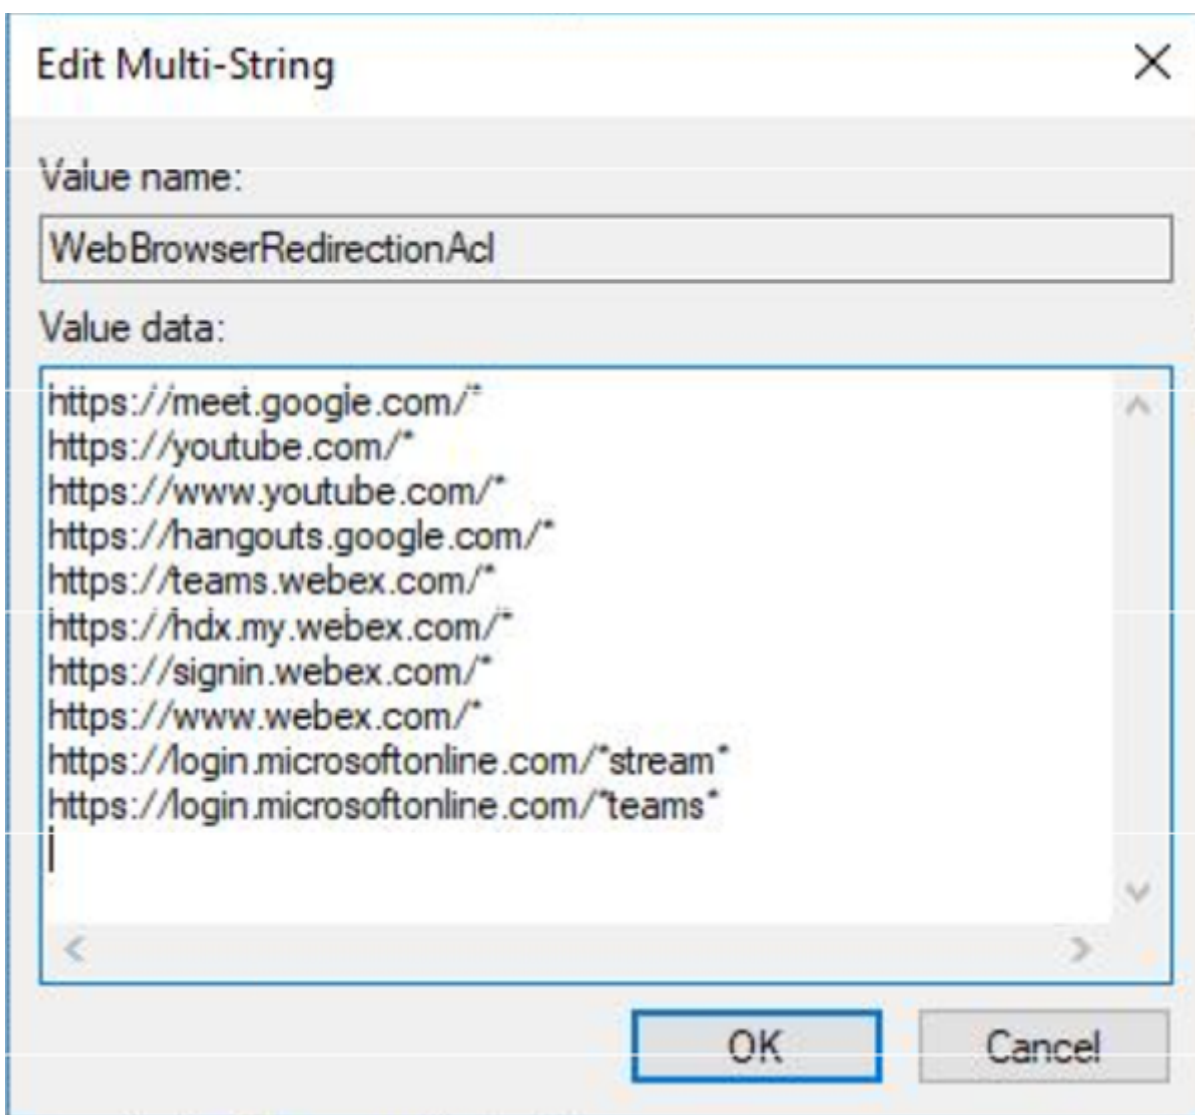 Edit Multi-String
Value name:
WebBrowserRedirectionAcl
Value data:
https://meet.google.com/*
https://youtube.com/*
https://www.youtube.com/*
https://hangouts.google.com/*
https://teams.webex.com/*
https://hdx.my.webex.com/*
https://signin.webex.com/*
https://www.webex.com/*
https://login.microsoftonline.com/*stream*
https://login.microsoftonline.com/*teams*
OK Cancel